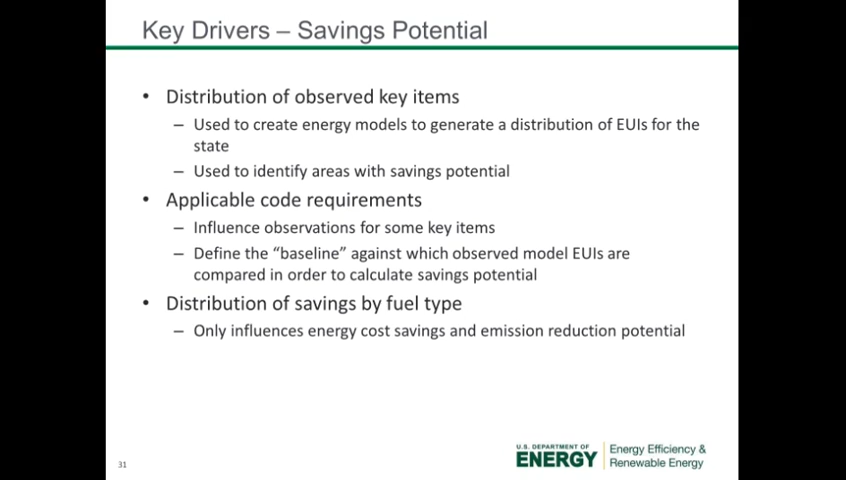 Key Drivers – Savings Potential
• Distribution of observed key items
– Used to create energy models to generate a distribution of EUIs for the
state
– Used to identify areas with savings potential
• Applicable code requirements
– Influence observations for some key items
– Define the “baseline” against which observed model EUIs are
compared in order to calculate savings potential
• Distribution of savings by fuel type
– Only influences energy cost savings and emission reduction potential
31
U.S. DEPARTMENT OF
ENERGY
Energy Efficiency &
Renewable Energy